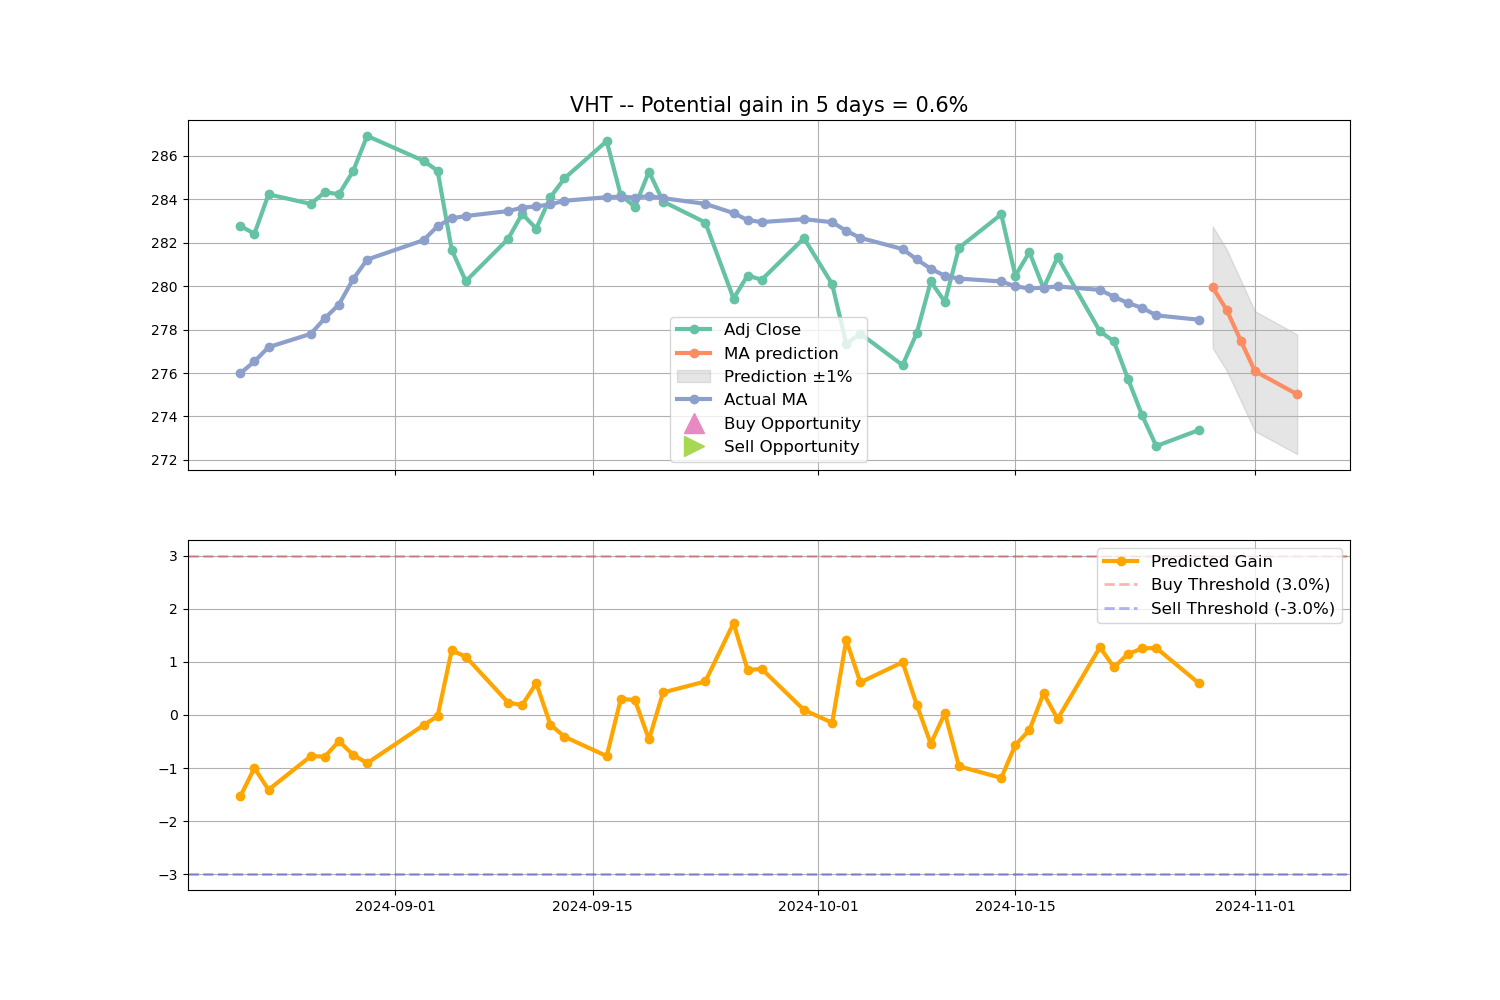 VHT -- Potential gain in 5 days = 0.6%
286
284
282
280
278
276
274
272
Adj Close
MA prediction
Prediction ±1%
Actual MA
Buy Opportunity
Sell Opportunity
3
2
1
0
−1
−2
−3
Predicted Gain
Buy Threshold (3.0%)
Sell Threshold (-3.0%)
2024-09-01 2024-09-15 2024-10-01 2024-10-15 2024-11-01